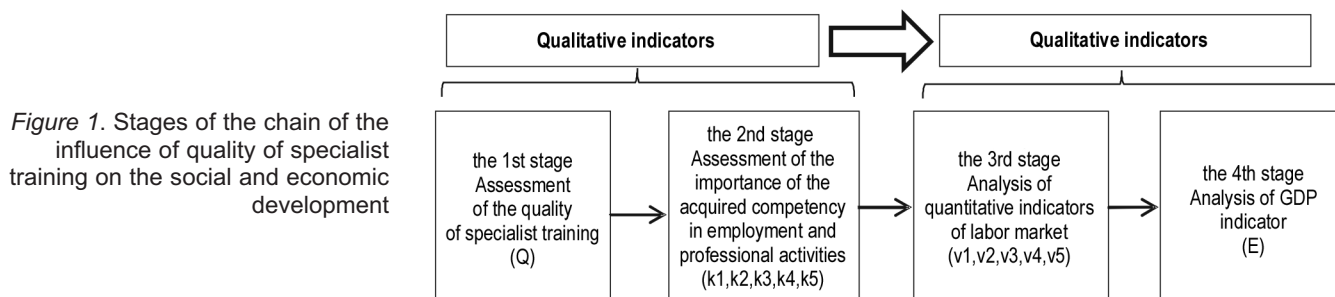 Figure 1. Stages of the chain of the
influence of quality of specialist
training on the social and economic
development
Qualitative indicators
Qualitative indicators
the 1st stage
Assessment
of the quality
of specialist training
(Q)
the 2nd stage
Assessment of the
importance of the
acquired competency
in employment and
professional activities
(k1,k2,k3,k4,k5)
the 3rd stage
Analysis of
quantitative indicators
of labor market
(v1,v2,v3,v4,v5)
the 4th stage
Analysis of GDP
indicator
(E)